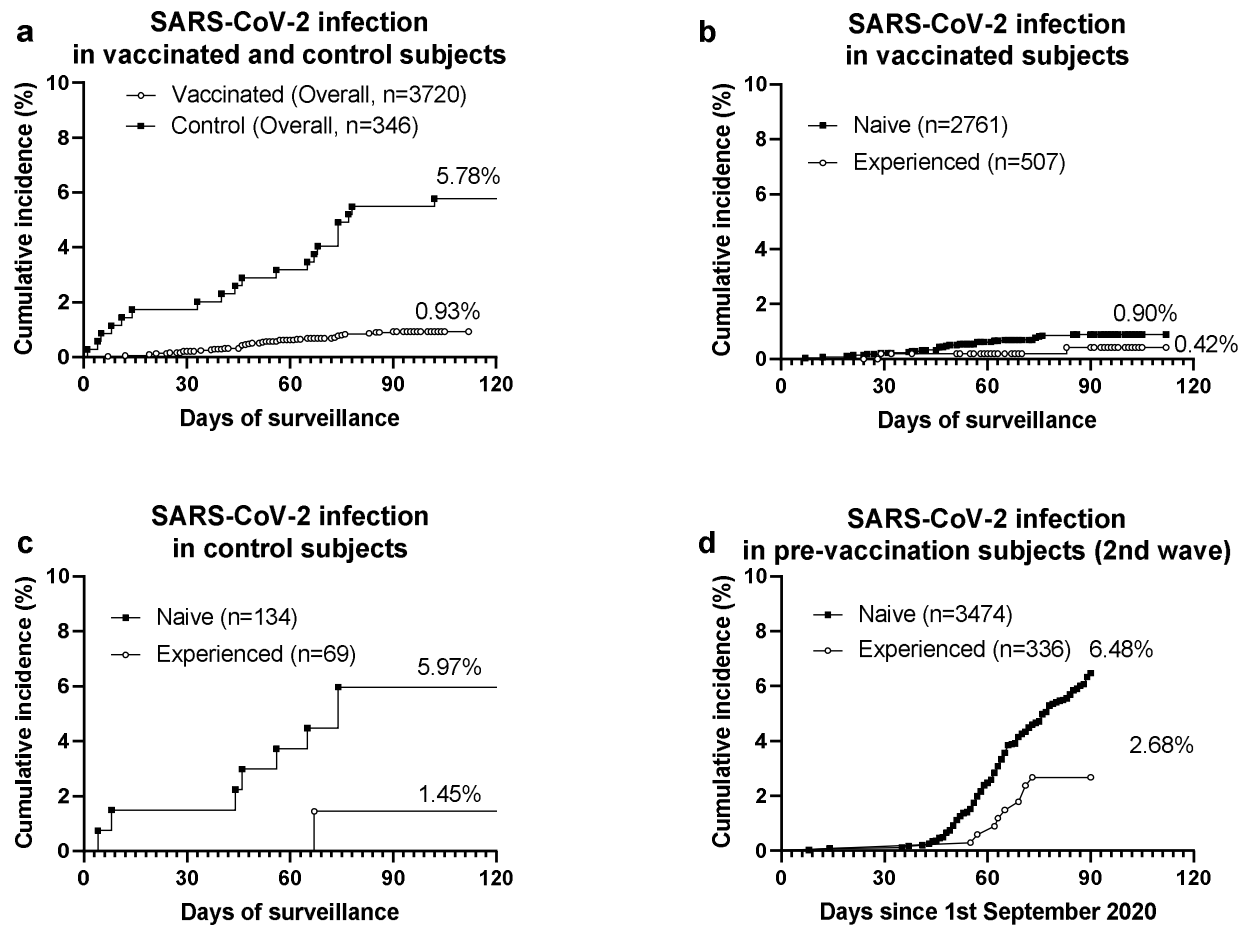 a
SARS-CoV-2 infection
in vaccinated and control subjects
Cumulative incidence (%)
10
8
6
4
2
0
Vaccinated (Overall, n=3720)
Control (Overall, n=346)
5.78%
0.93%
0 30 60 90 120
Days of surveillance
b
SARS-CoV-2 infection
in vaccinated subjects
Cumulative incidence (%)
10
8
6
4
2
0
Naive (n=2761)
Experienced (n=507)
0.90%
0.42%
0 30 60 90 120
Days of surveillance
c
SARS-CoV-2 infection
in control subjects
Cumulative incidence (%)
10
8
6
4
2
0
Naive (n=134)
Experienced (n=69)
5.97%
1.45%
0 30 60 90 120
Days of surveillance
d
SARS-CoV-2 infection
in pre-vaccination subjects (2nd wave)
Cumulative incidence (%)
10
8
6
4
2
0
Naive (n=3474)
Experienced (n=336)
6.48%
2.68%
0 30 60 90 120
Days since 1st September 2020